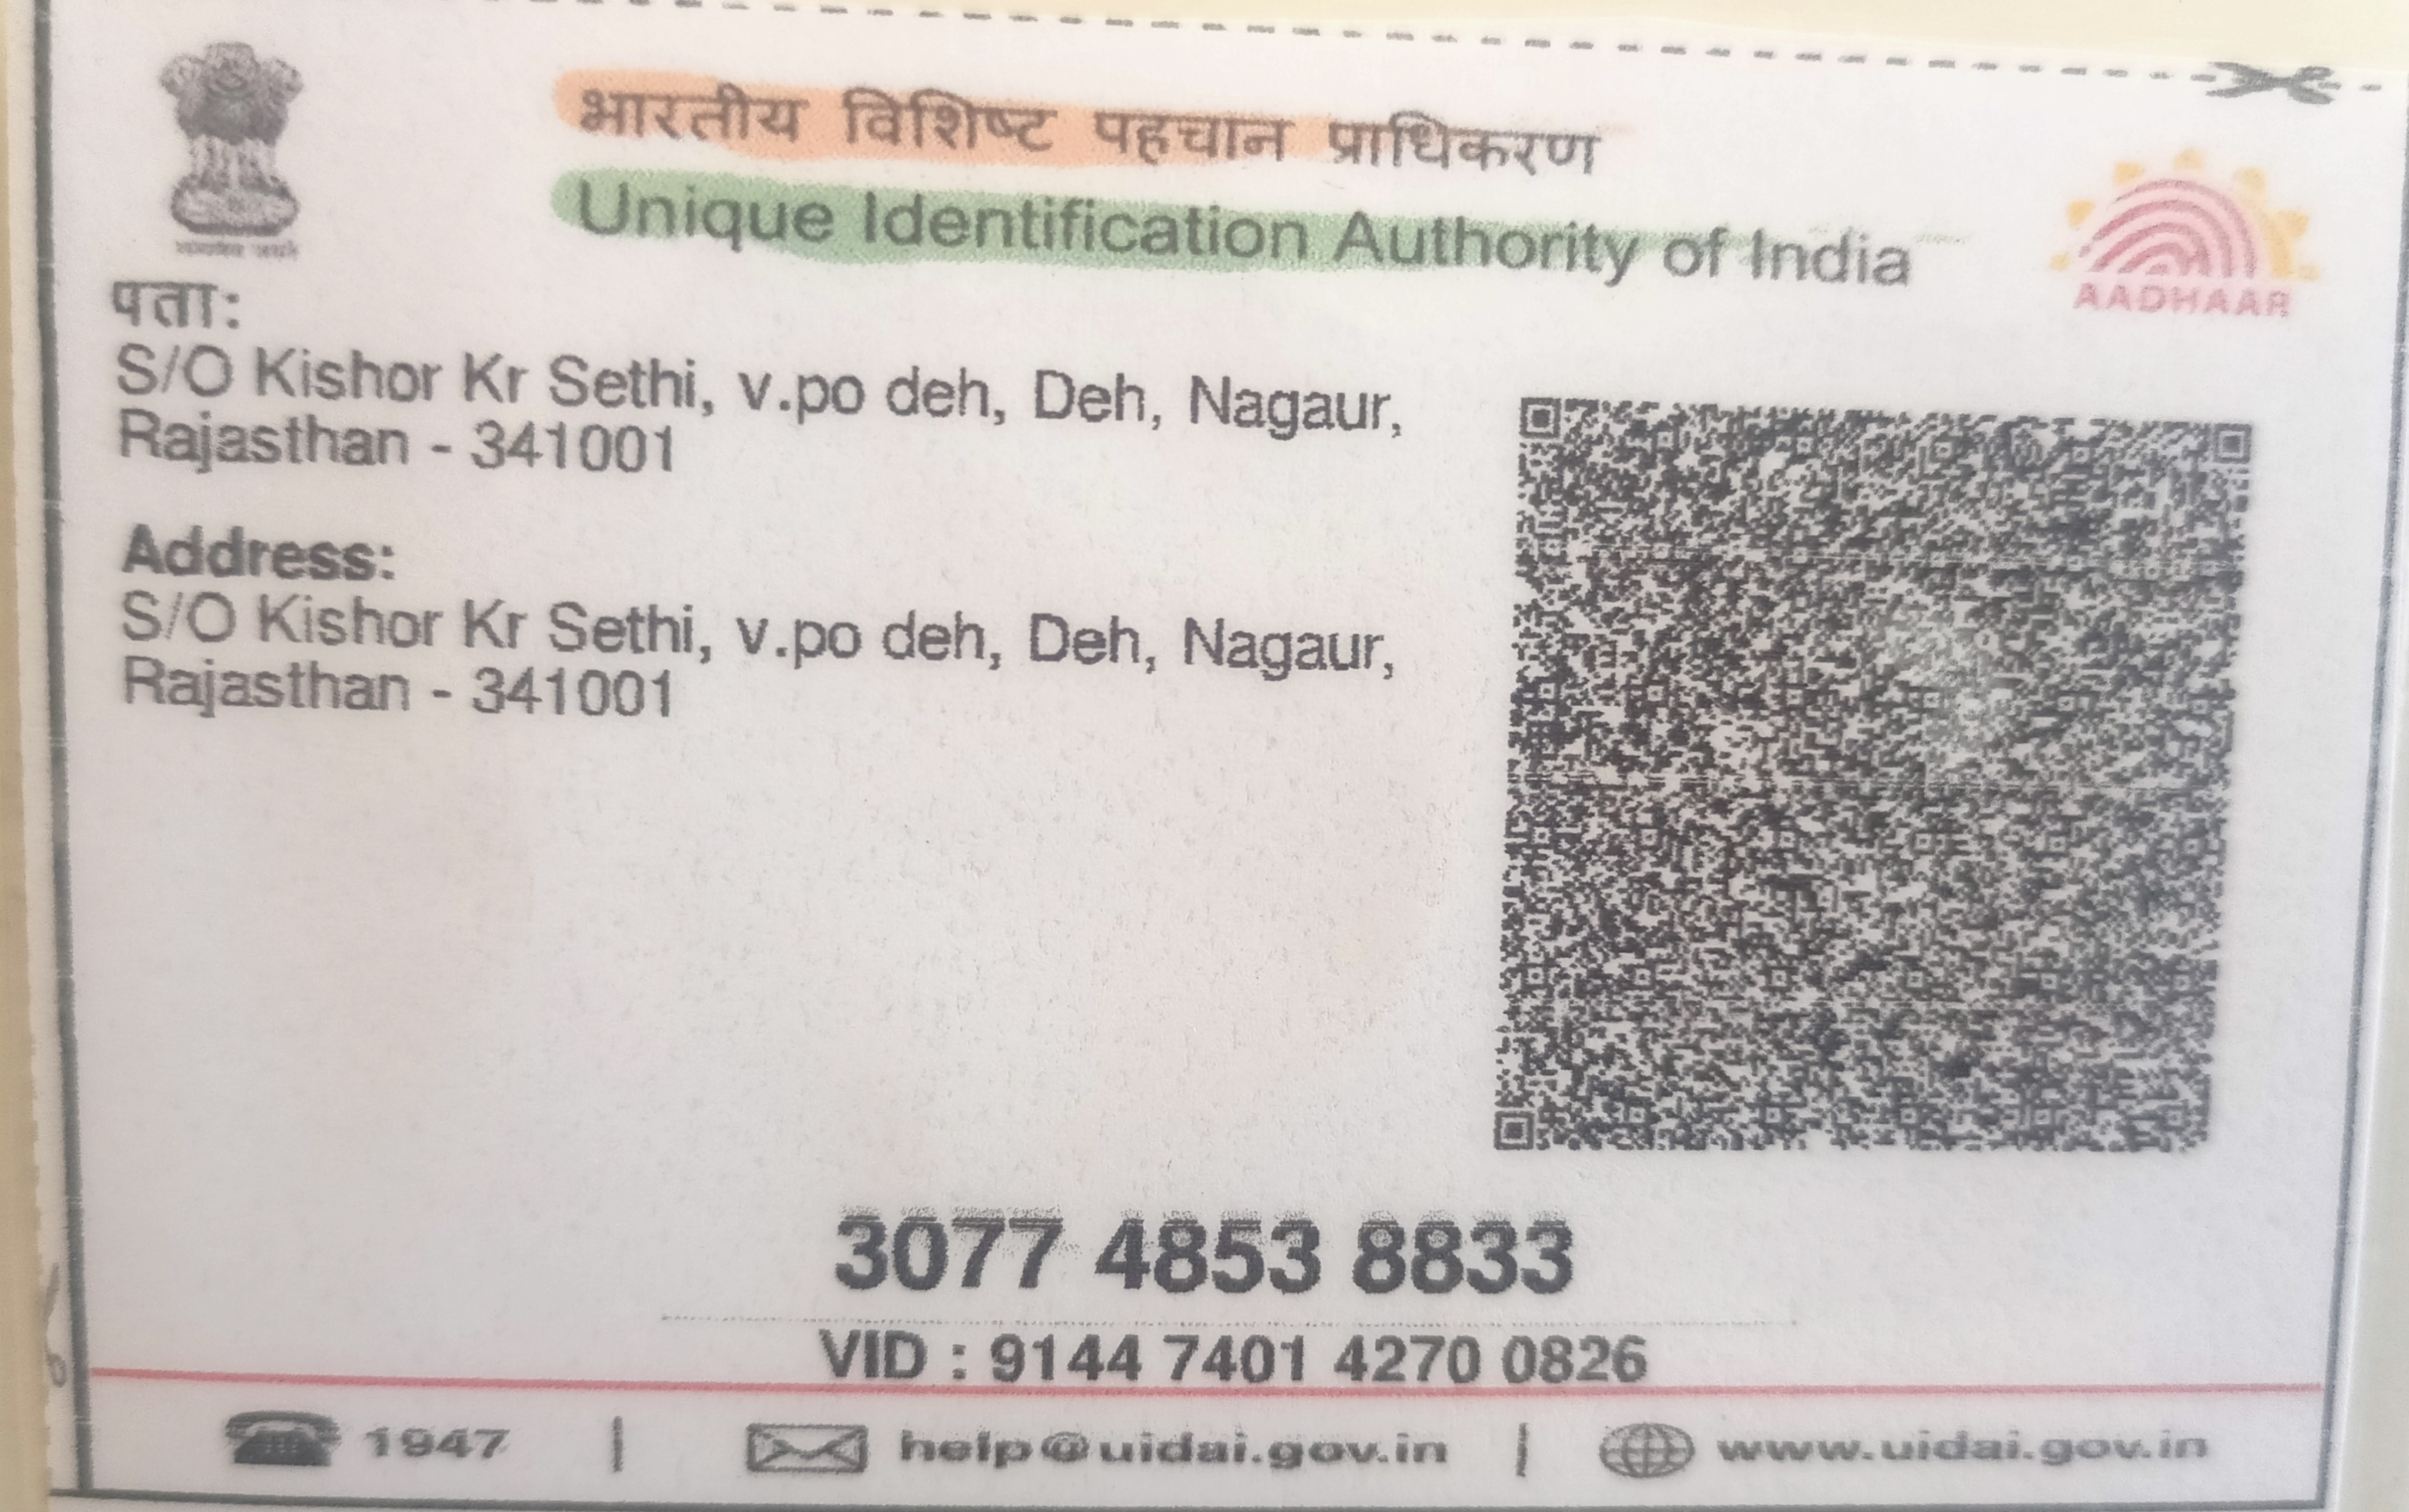 भारतीय विशिष्ट पहचान प्राधिकरण
Unique Identification Authority of India
AADHAAR
पता:
S/O Kishor Kr Sethi, v.po deh, Deh, Nagaur,
Rajasthan - 341001
Address:
S/O Kishor Kr Sethi, v.po deh, Deh, Nagaur,
Rajasthan - 341001
3077 4853 8833
VID : 9144 7401 4270 0826
1947 | help@uidai.gov.in | www.uidai.gov.in